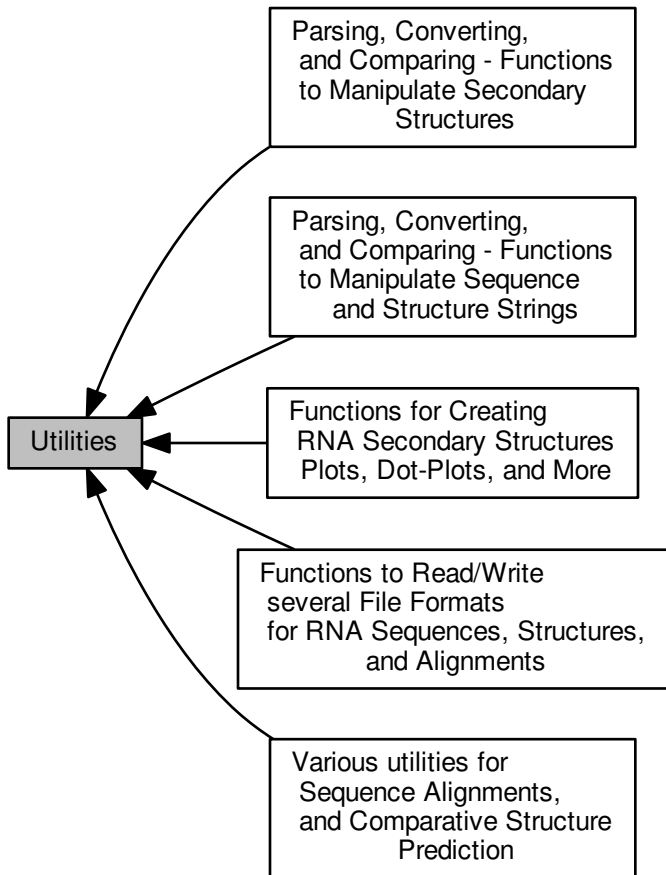 Parsing, Converting,
and Comparing - Functions
to Manipulate Secondary
Structures
Parsing, Converting,
and Comparing - Functions
to Manipulate Sequence
and Structure Strings
Utilities
Functions for Creating
RNA Secondary Structures
Plots, Dot-Plots, and More
Functions to Read/Write
several File Formats
for RNA Sequences, Structures,
and Alignments
Various utilities for
Sequence Alignments,
and Comparative Structure
Prediction